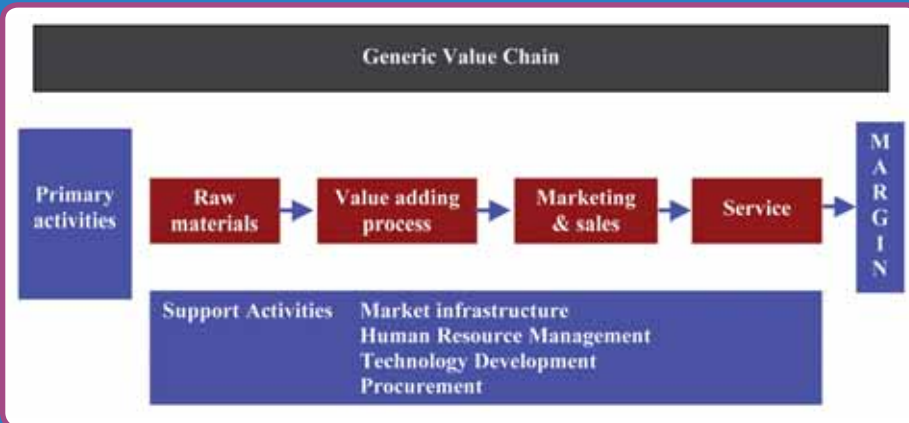 Generic Value Chain
Primary
activities
Raw
materials
Value adding
process
Marketing
& sales
Service
M
A
R
G
I
N
Support Activities
Market infrastructure
Human Resource Management
Technology Development
Procurement